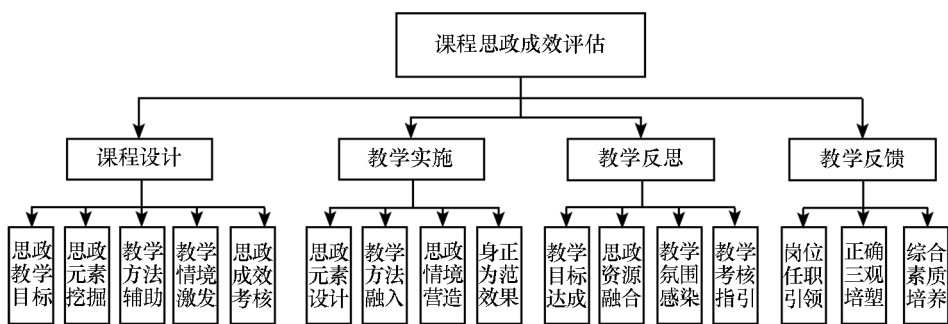 课程思政成效评估
课程设计
教学实施
教学反思
教学反馈
思政
教学
目标
思政
元素
挖掘
教学
方法
辅助
教学
情境
激发
思政
成效
考核
思政
元素
设计
教学
方法
融入
思政
情境
营造
身正
为范
效果
教学
目标
达成
思政
资源
融合
教学
氛围
感染
教学
考核
指引
岗位
任职
引领
正确
三观
培塑
综合
素质
培养